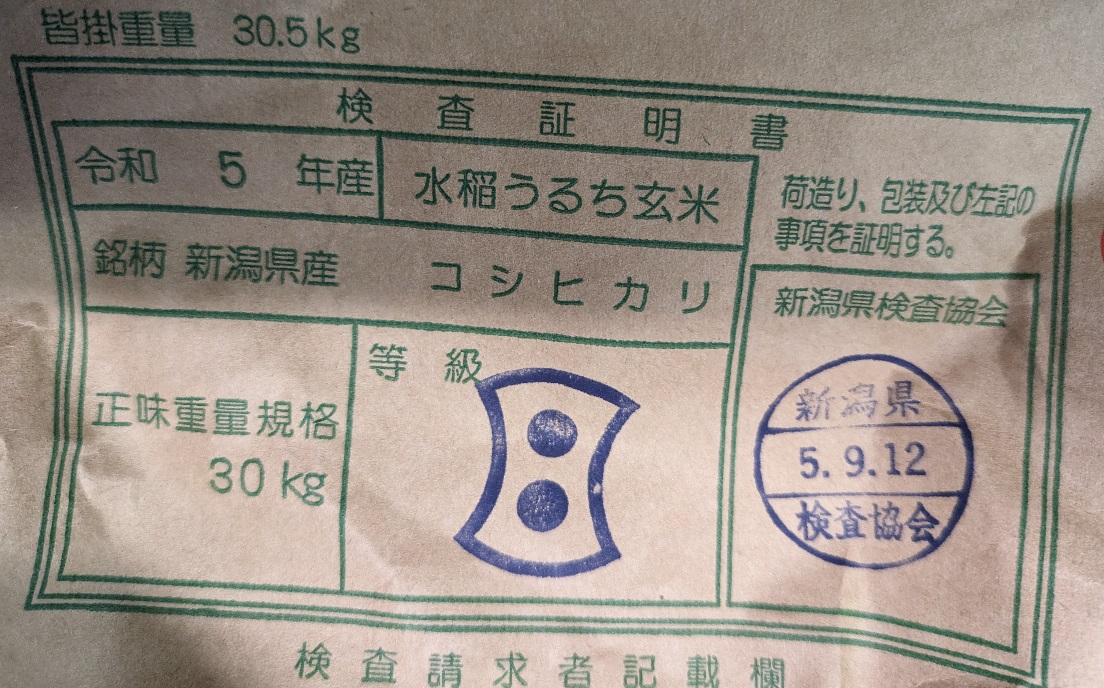 皆掛重量 30.5kg
検査証明書
令和 5 年産
水稲うるち玄米
荷造り、包装及び左記の
事項を証明する。
銘柄 新潟県産 コシヒカリ
新潟県検査協会
正味重量規格
30kg
等級
新潟県
5.9.12
検査協会
検査請求者記載欄